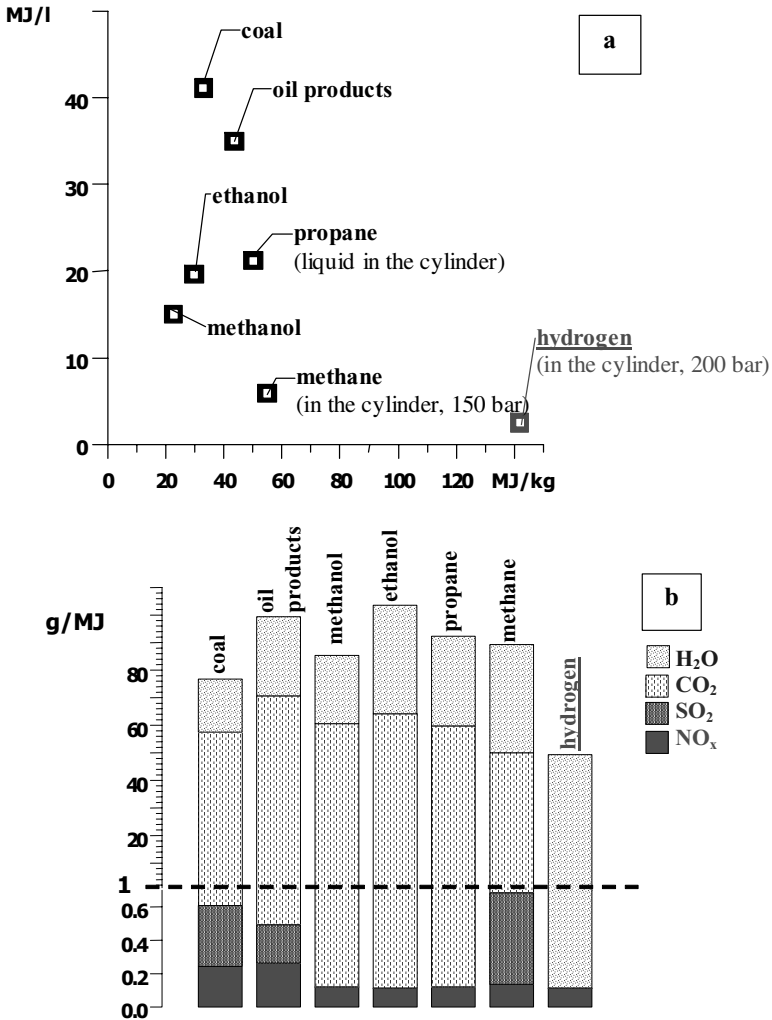 MJ/l
a
coal
oil products
40
30
ethanol
propane
(liquid in the cylinder)
20
methanol
hydrogen
(in the cylinder, 200 bar)
10
methane
(in the cylinder, 150 bar)
0
0 20 40 60 80 100 120 MJ/kg
b
g/MJ
coal
oil
products
methanol
ethanol
propane
methane
hydrogen
H₂O
CO₂
SO₂
NOₓ
80
60
40
20
1
0.6
0.4
0.2
0.0